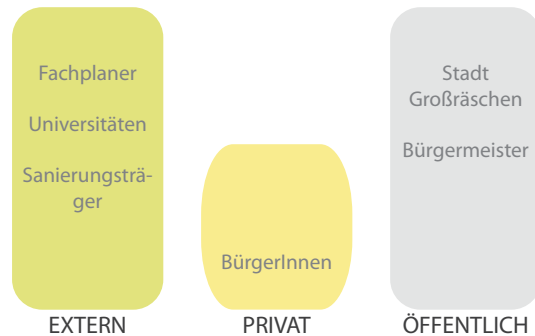 Fachplaner
Universitäten
Sanierungsträ-
ger
EXTERN
BürgerInnen
PRIVAT
Stadt
Großräschen
Bürgermeister
ÖFFENTLICH